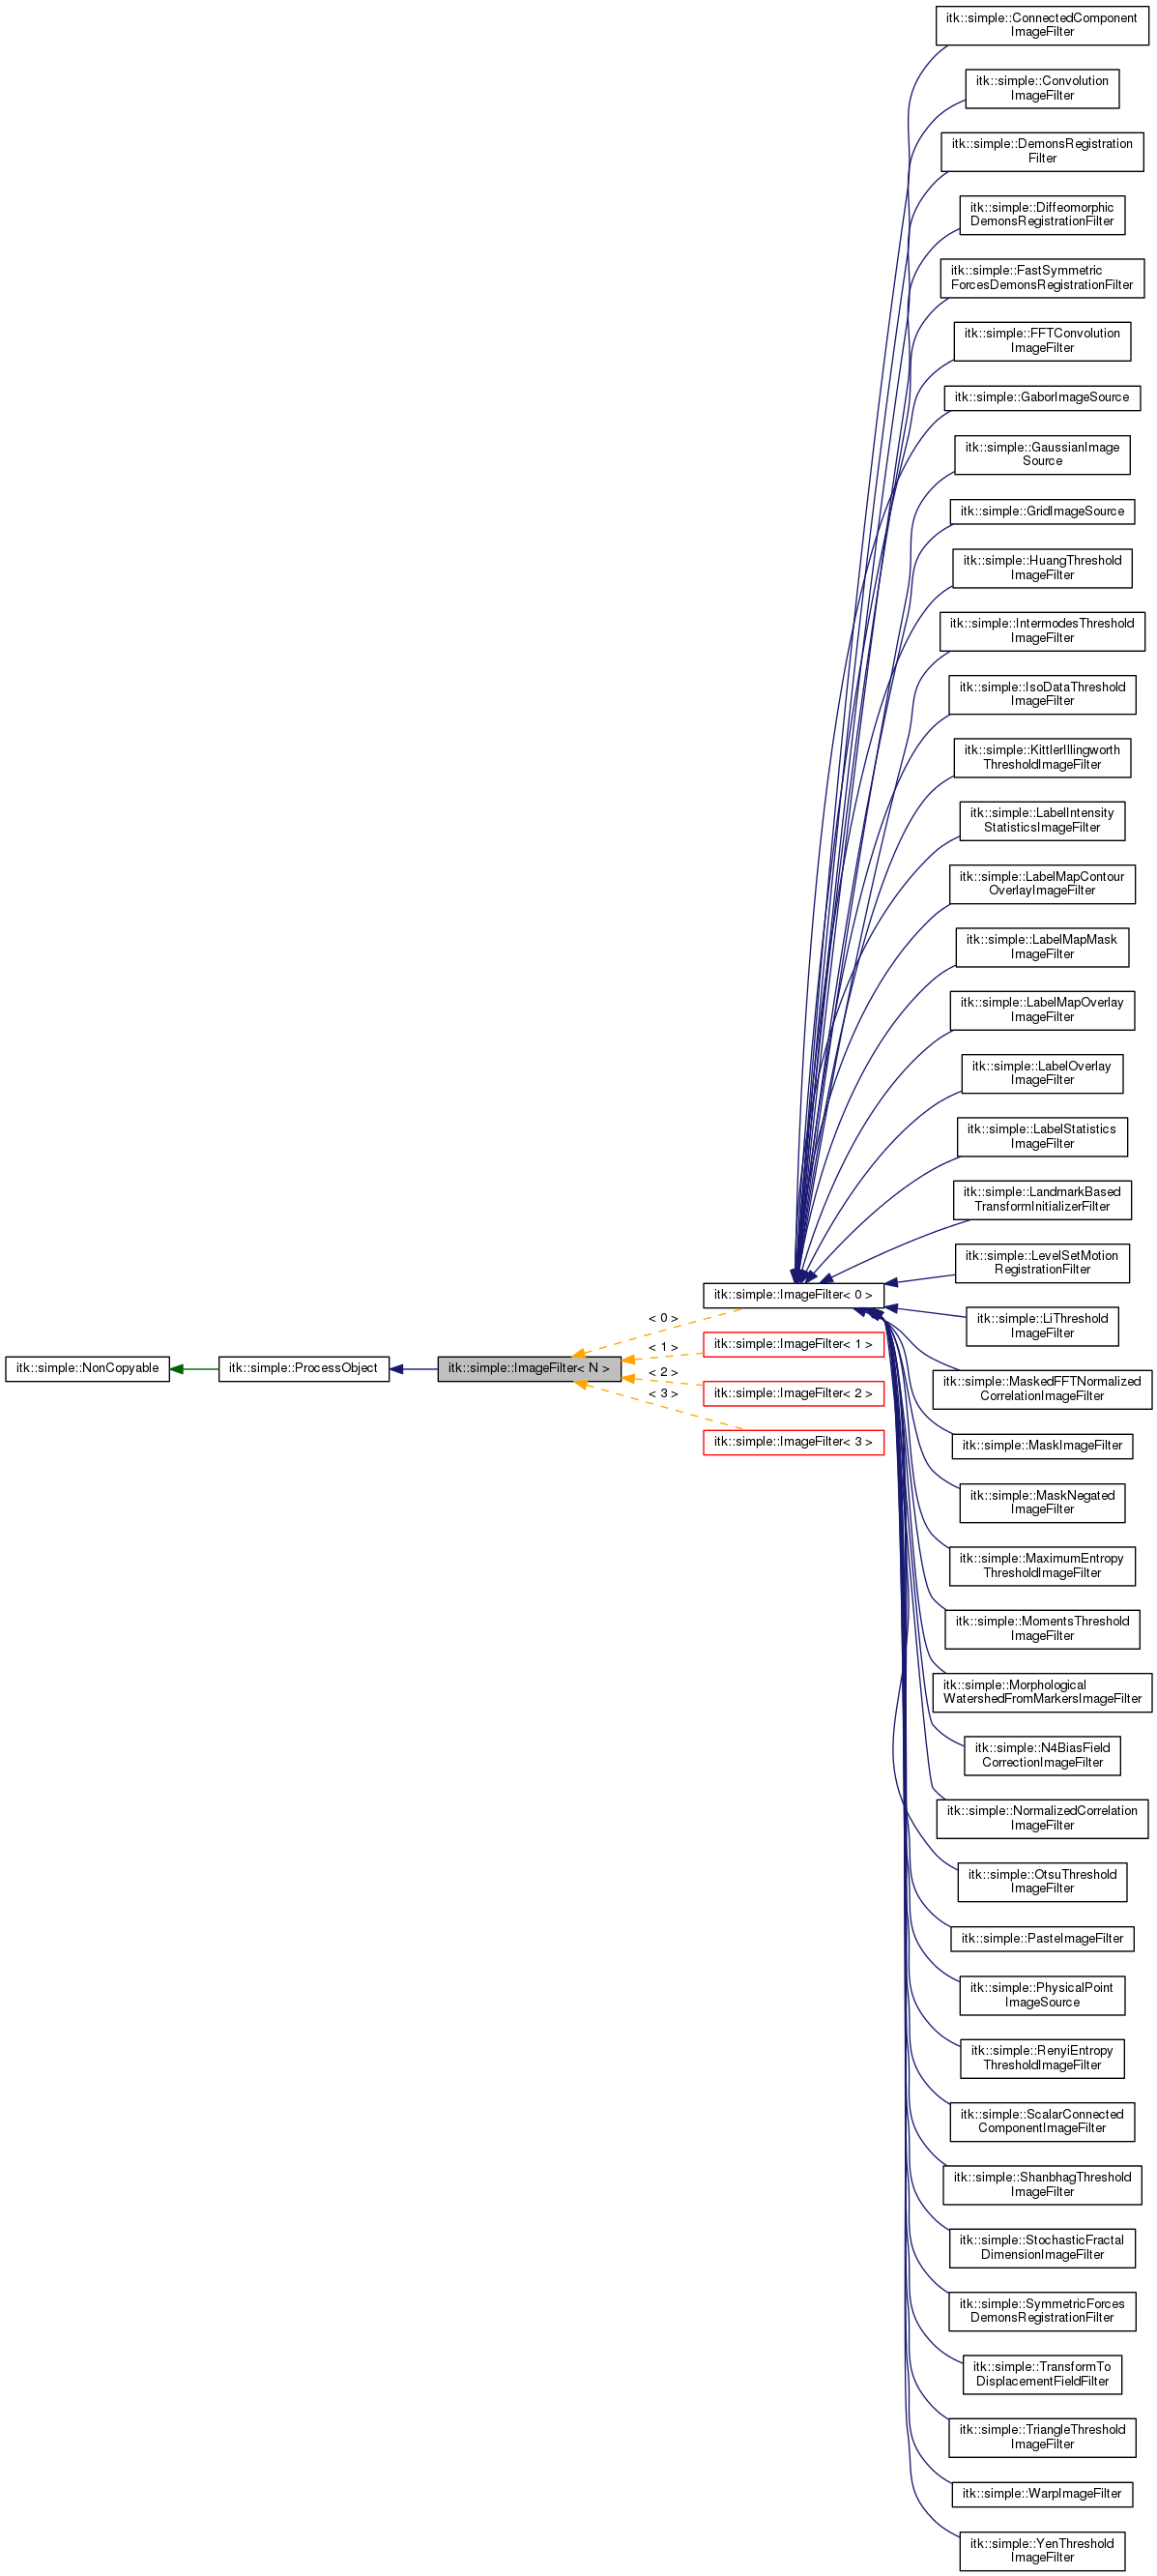 itk::simple::ConnectedComponent
ImageFilter
itk::simple::Convolution
ImageFilter
itk::simple::DemonsRegistration
Filter
itk::simple::Diffeomorphic
DemonsRegistrationFilter
itk::simple::FastSymmetric
ForcesDemonsRegistrationFilter
itk::simple::FFTConvolution
ImageFilter
itk::simple::GaborImageSource
itk::simple::GaussianImage
Source
itk::simple::GridImageSource
itk::simple::HuangThreshold
ImageFilter
itk::simple::IntermodesThreshold
ImageFilter
itk::simple::IsoDataThreshold
ImageFilter
itk::simple::KittlerIllingworth
ThresholdImageFilter
itk::simple::LabelIntensity
StatisticsImageFilter
itk::simple::LabelMapContour
OverlayImageFilter
itk::simple::LabelMapMask
ImageFilter
itk::simple::LabelMapOverlay
ImageFilter
itk::simple::LabelOverlay
ImageFilter
itk::simple::LabelStatistics
ImageFilter
itk::simple::LandmarkBased
TransformInitializerFilter
itk::simple::LevelSetMotion
RegistrationFilter
itk::simple::ImageFilter< 0 >
< 0 >
itk::simple::LiThreshold
ImageFilter
< 1 >
itk::simple::ImageFilter< 1 >
itk::simple::NonCopyable
itk::simple::ProcessObject
itk::simple::ImageFilter< N >
< 2 >
itk::simple::MaskedFFTNormalized
CorrelationImageFilter
itk::simple::ImageFilter< 2 >
< 3 >
itk::simple::ImageFilter< 3 >
itk::simple::MaskImageFilter
itk::simple::MaskNegated
ImageFilter
itk::simple::MaximumEntropy
ThresholdImageFilter
itk::simple::MomentsThreshold
ImageFilter
itk::simple::Morphological
WatershedFromMarkersImageFilter
itk::simple::N4BiasField
CorrectionImageFilter
itk::simple::NormalizedCorrelation
ImageFilter
itk::simple::OtsuThreshold
ImageFilter
itk::simple::PasteImageFilter
itk::simple::PhysicalPoint
ImageSource
itk::simple::RenyiEntropy
ThresholdImageFilter
itk::simple::ScalarConnected
ComponentImageFilter
itk::simple::ShanbhagThreshold
ImageFilter
itk::simple::StochasticFractal
DimensionImageFilter
itk::simple::SymmetricForces
DemonsRegistrationFilter
itk::simple::TransformTo
DisplacementFieldFilter
itk::simple::TriangleThreshold
ImageFilter
itk::simple::WarpImageFilter
itk::simple::YenThreshold
ImageFilter